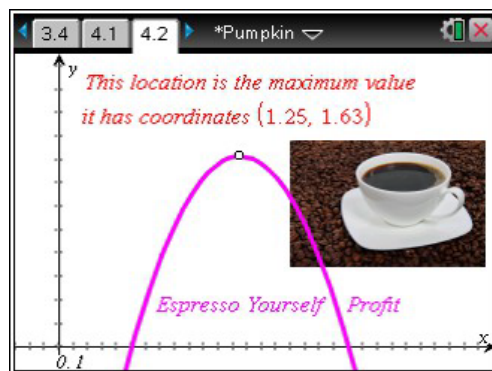 3.4 4.1 4.2 *Pumpkin
y
This location is the maximum value
it has coordinates (1.25, 1.63)
Espresso Yourself Profit
x
0.1